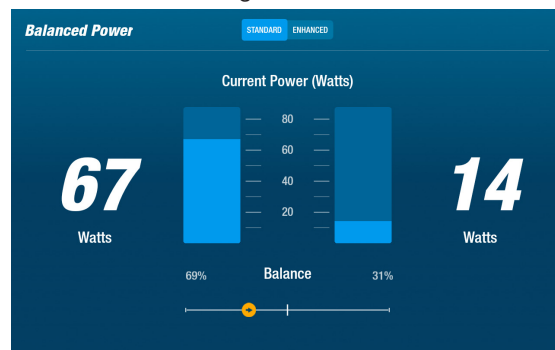 Balanced Power
STANDARD ENHANCED
Current Power (Watts)
80
60
40
20
67
Watts
14
Watts
69% Balance 31%